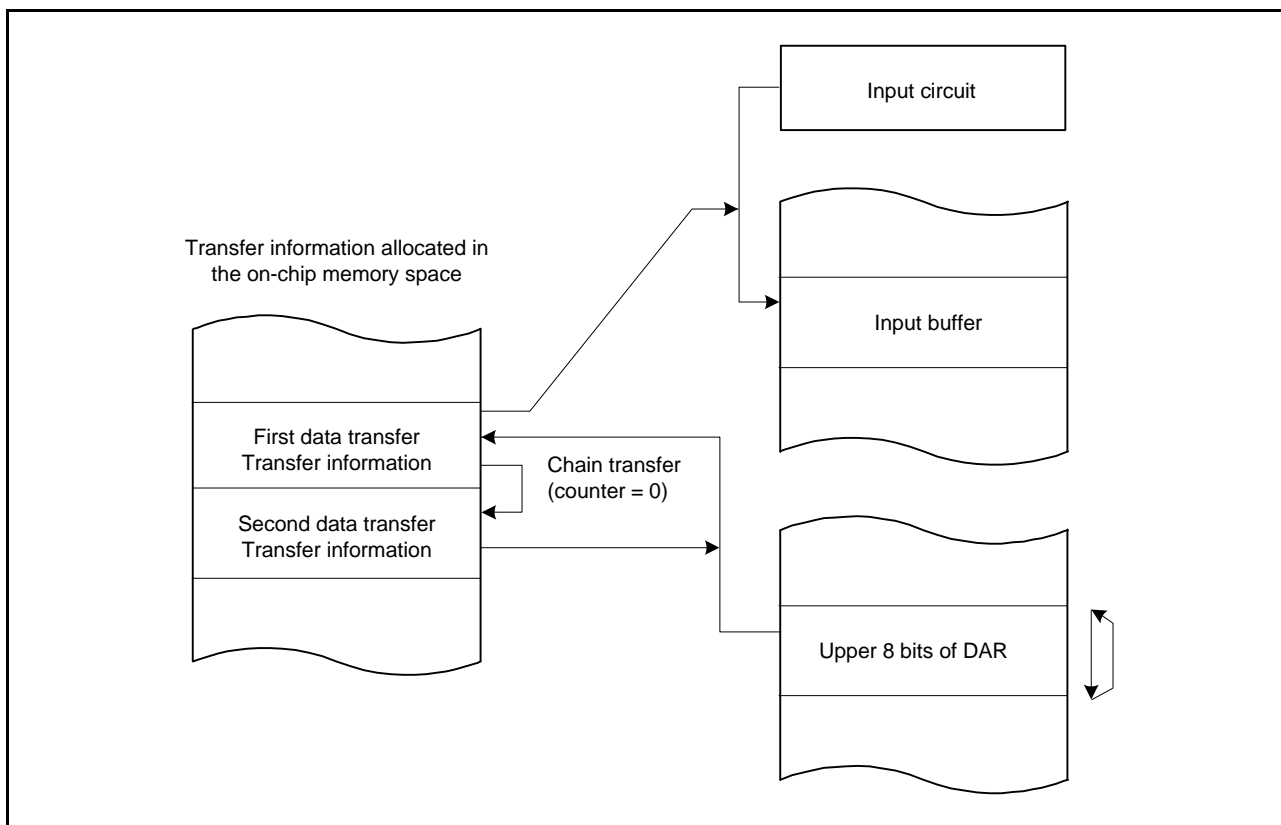 Input circuit
Transfer information allocated in
the on-chip memory space
Input buffer
First data transfer
Transfer information
Chain transfer
(counter = 0)
Second data transfer
Transfer information
Upper 8 bits of DAR